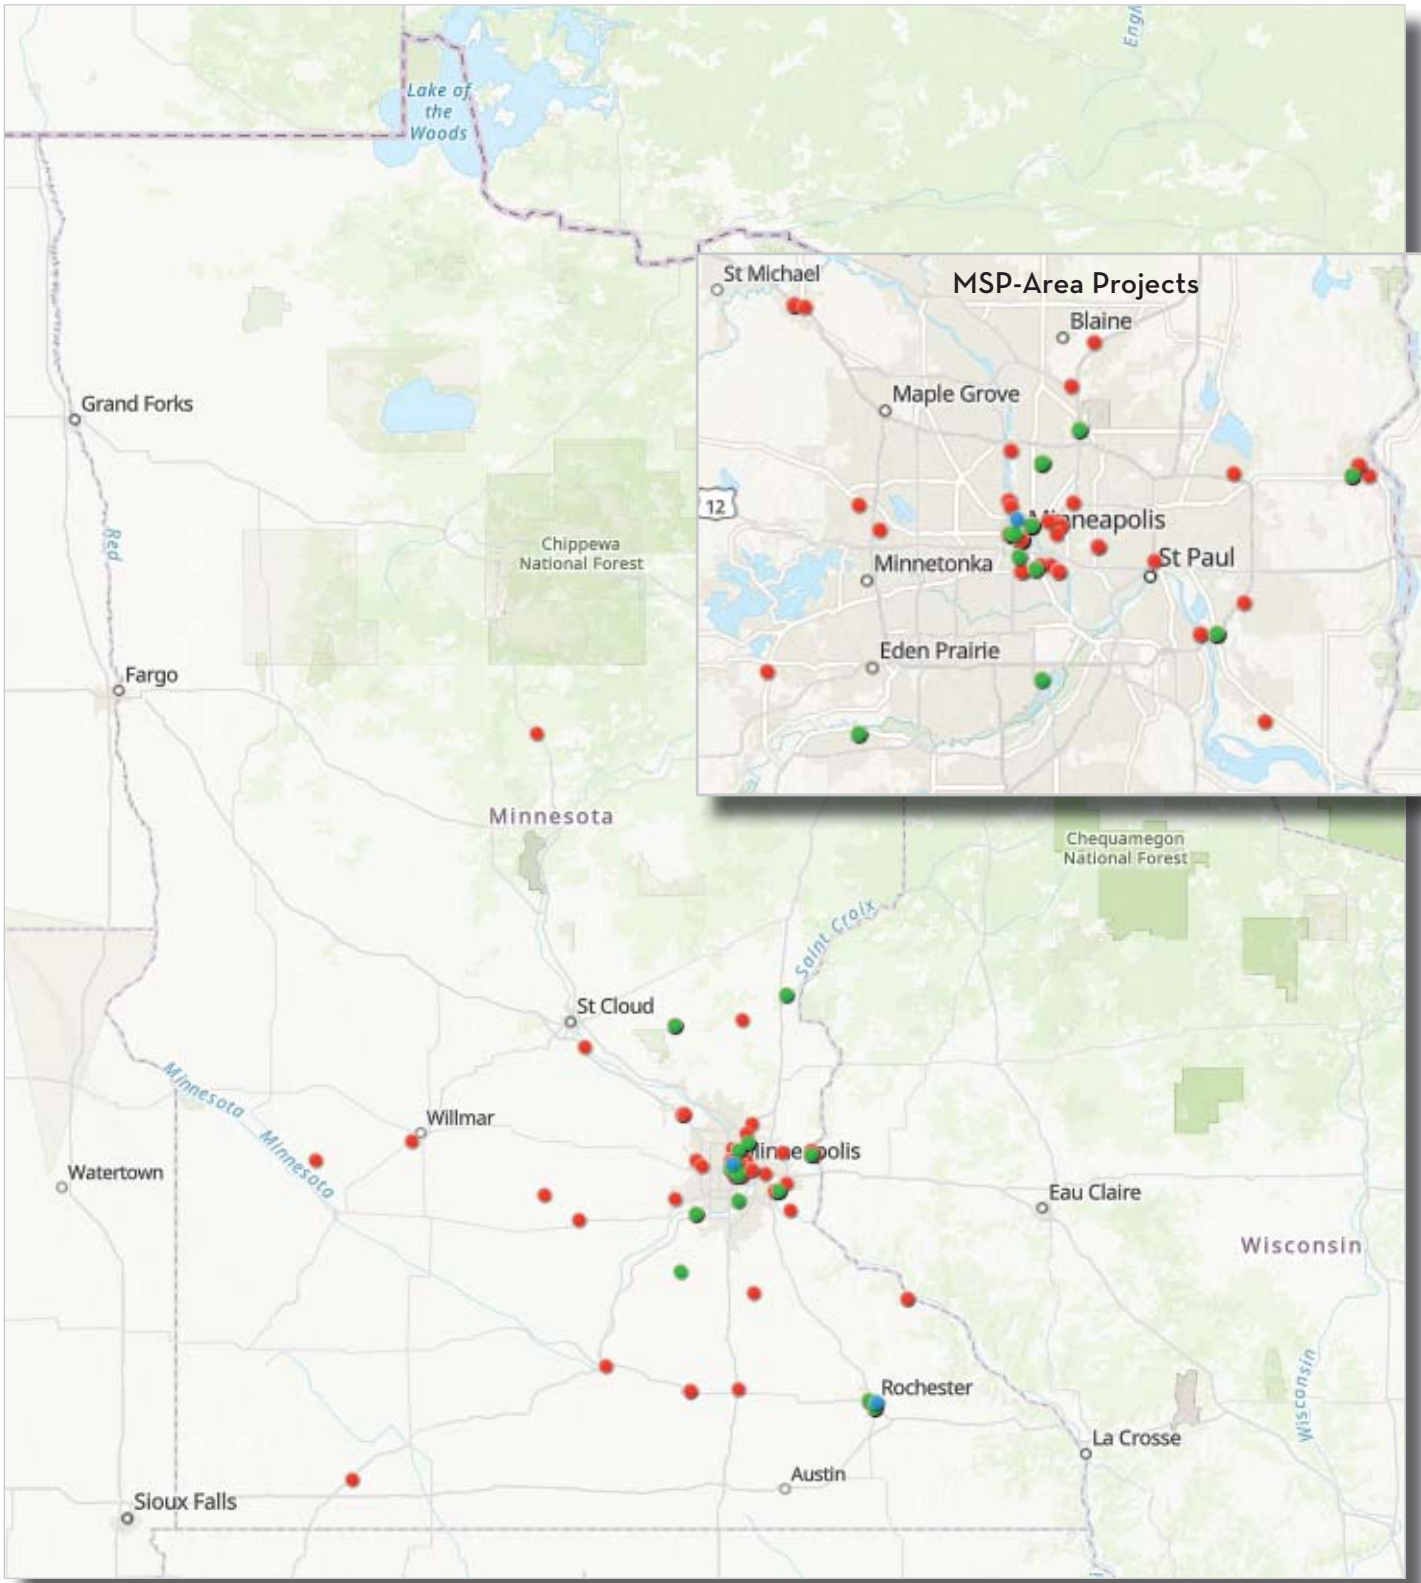 Engl
Lake of
the
Woods
St Michael
MSP-Area Projects
Blaine
Grand Forks
Maple Grove
Red
12
Minneapolis
Chippewa
National Forest
Minnetonka
St Paul
Eden Prairie
Fargo
Minnesota
Chequamegon
National Forest
Saint Croix
St Cloud
Minnesota
Minnesota
Willmar
Minneapolis
Watertown
Eau Claire
Wisconsin
Rochester
Wisconsin
La Crosse
Austin
Sioux Falls